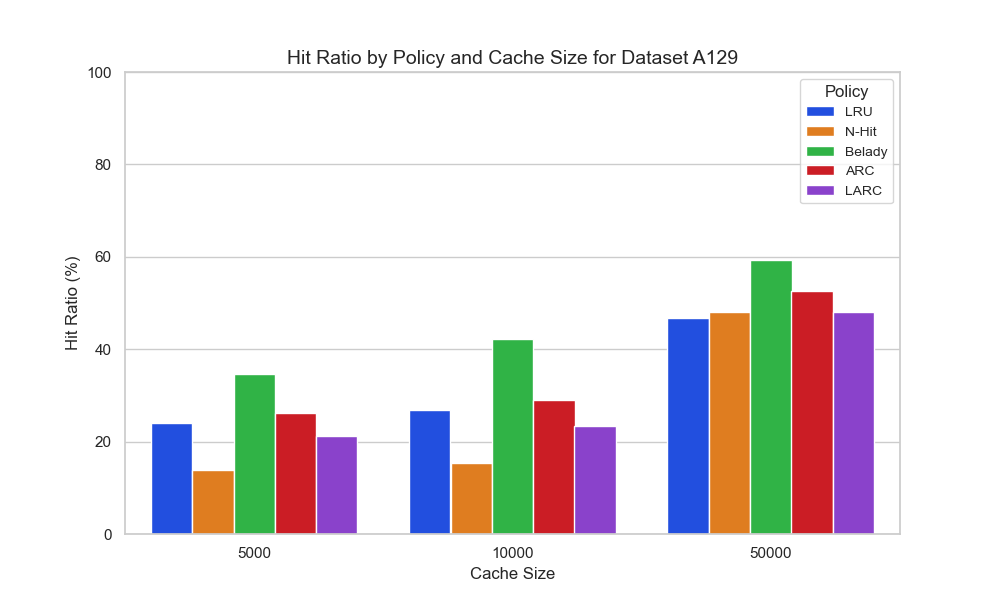 Hit Ratio by Policy and Cache Size for Dataset A129
100
80
60
40
20
0
Hit Ratio (%)
Policy
LRU
N-Hit
Belady
ARC
LARC
5000
10000
50000
Cache Size